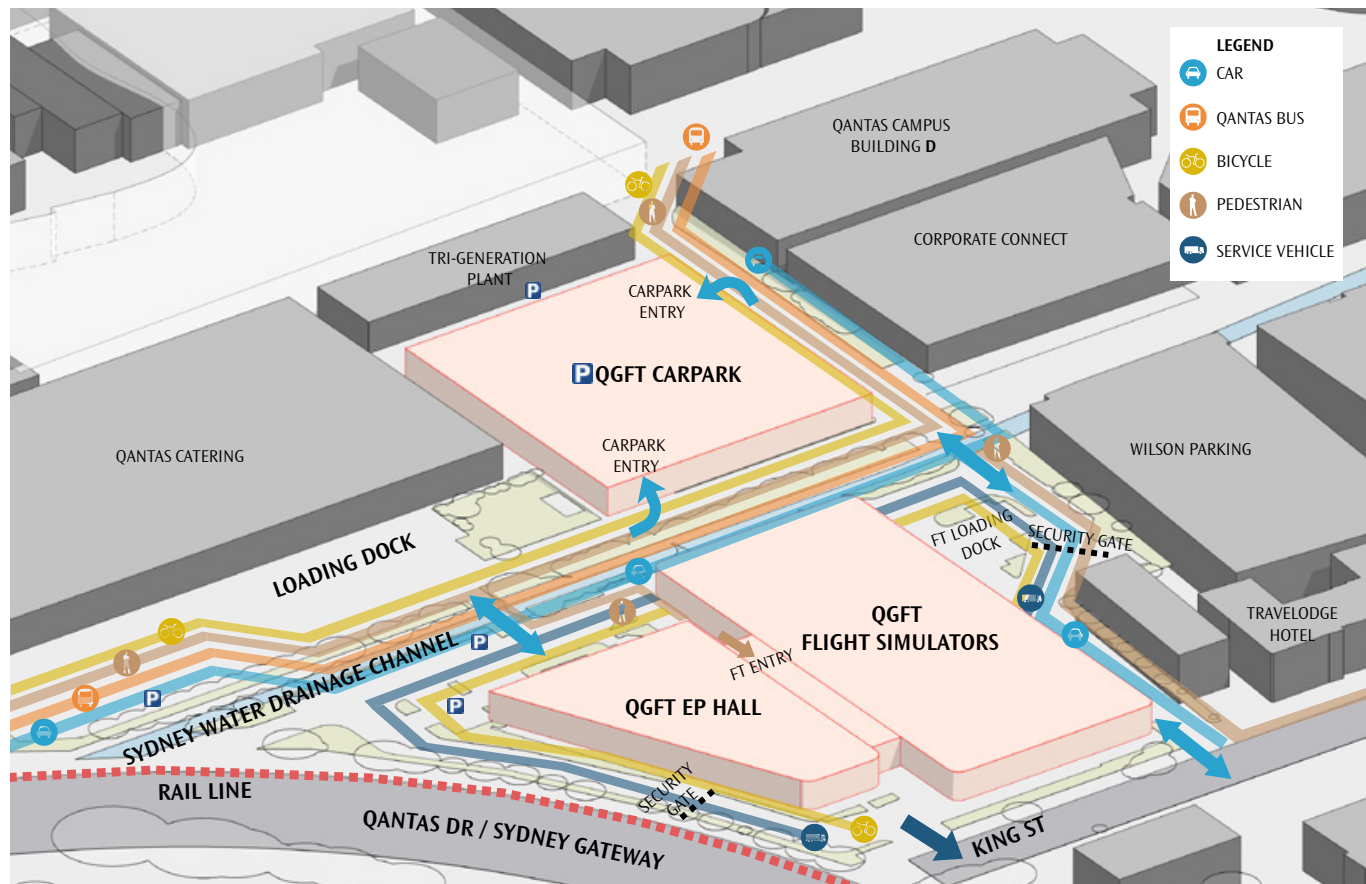 LEGEND
CAR
QANTAS BUS
BICYCLE
PEDESTRIAN
SERVICE VEHICLE
QANTAS CAMPUS
BUILDING D
CORPORATE CONNECT
TRI-GENERATION
PLANT
P
CARPARK
ENTRY
P QGFT CARPARK
QANTAS CATERING
CARPARK
ENTRY
WILSON PARKING
LOADING DOCK
FT LOADING
DOCK
SECURITY GATE
TRAVELODGE
HOTEL
QGFT
FLIGHT SIMULATORS
FT ENTRY
QGFT EP HALL
P
P
P
SYDNEY WATER DRAINAGE CHANNEL
RAIL LINE
SECURITY
GATE
QANTAS DR / SYDNEY GATEWAY
KING ST